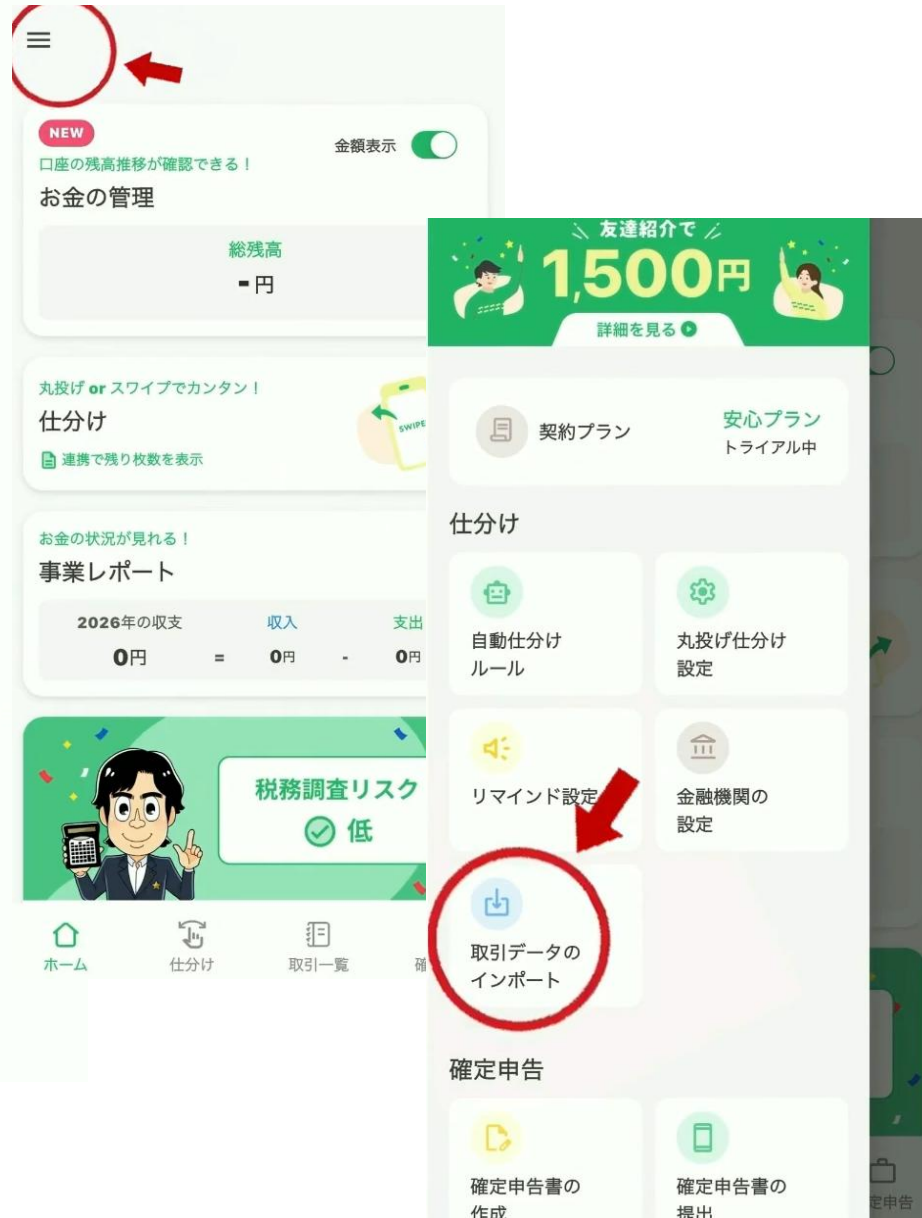 NEW
口座の残高推移が確認できる！
金額表示
お金の管理
総残高
-円
丸投げ or スワイプでカンタン！
仕分け
SWIPE
連携で残り枚数を表示
お金の状況が見れる！
事業レポート
2026年の収支
収入
支出
0円
=
0円
-
0円
税務調査リスク
低
ホーム
仕分け
取引一覧
友達紹介で
1,500円
詳細を見る
契約プラン
安心プラン
トライアル中
仕分け
自動仕分け
ルール
丸投げ仕分け
設定
リマインド設定
金融機関の
設定
取引データの
インポート
確定申告
確定申告書の
作成
確定申告書の
提出
定申告